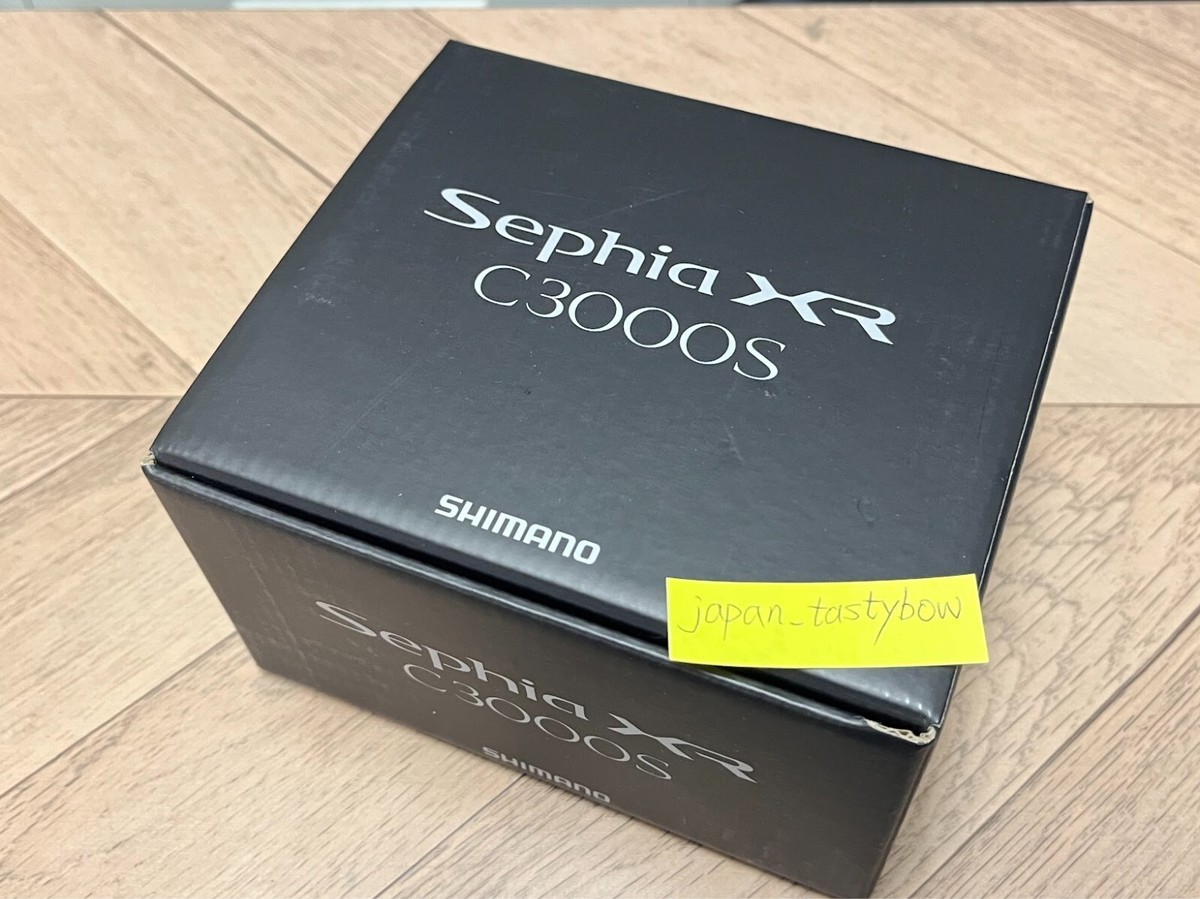 Sephia XR
C3000S
SHIMANO
japan_tastybow
Sephia XR
C3000S
SHIMANO